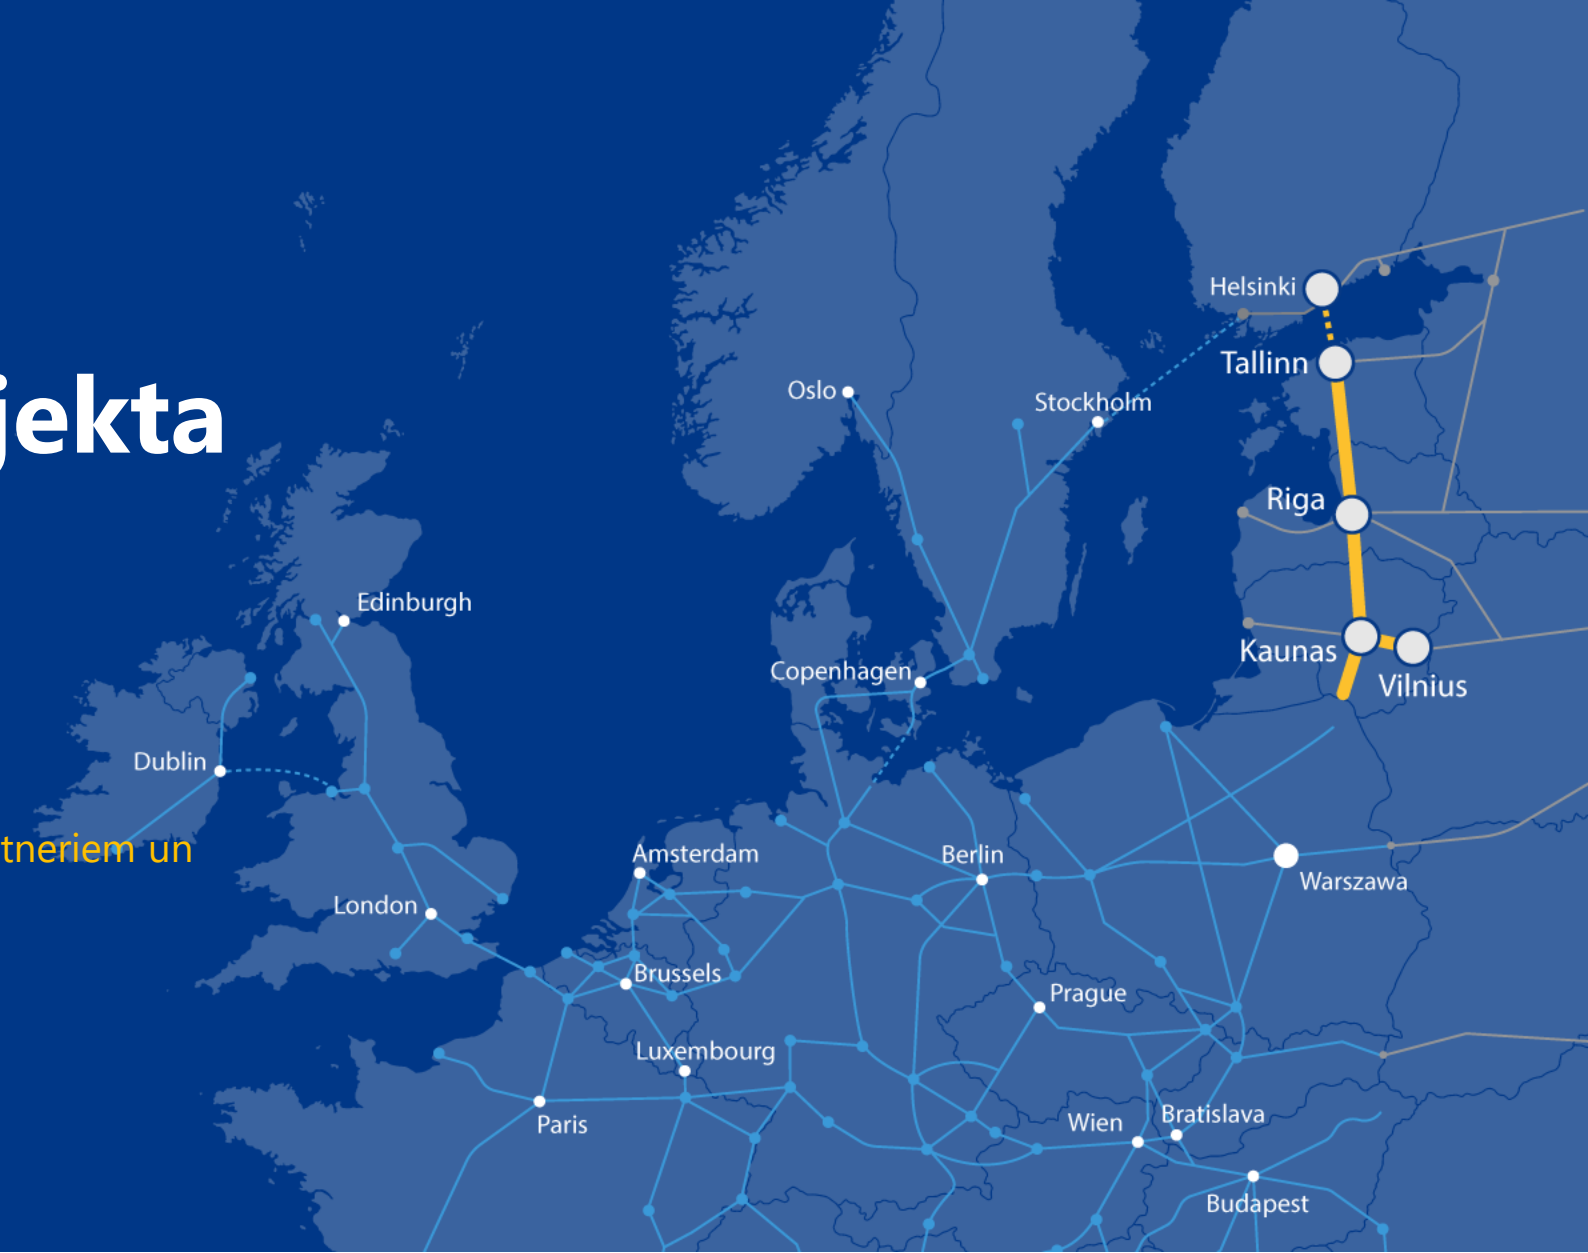 Helsinki
Tallinn
jekta
Oslo
Stockholm
Riga
Edinburgh
Kaunas
Copenhagen
Vilnius
Dublin
tneriem un
Amsterdam
Berlin
Warszawa
London
Brussels
Prague
Luxembourg
Paris
Wien
Bratislava
Budapest